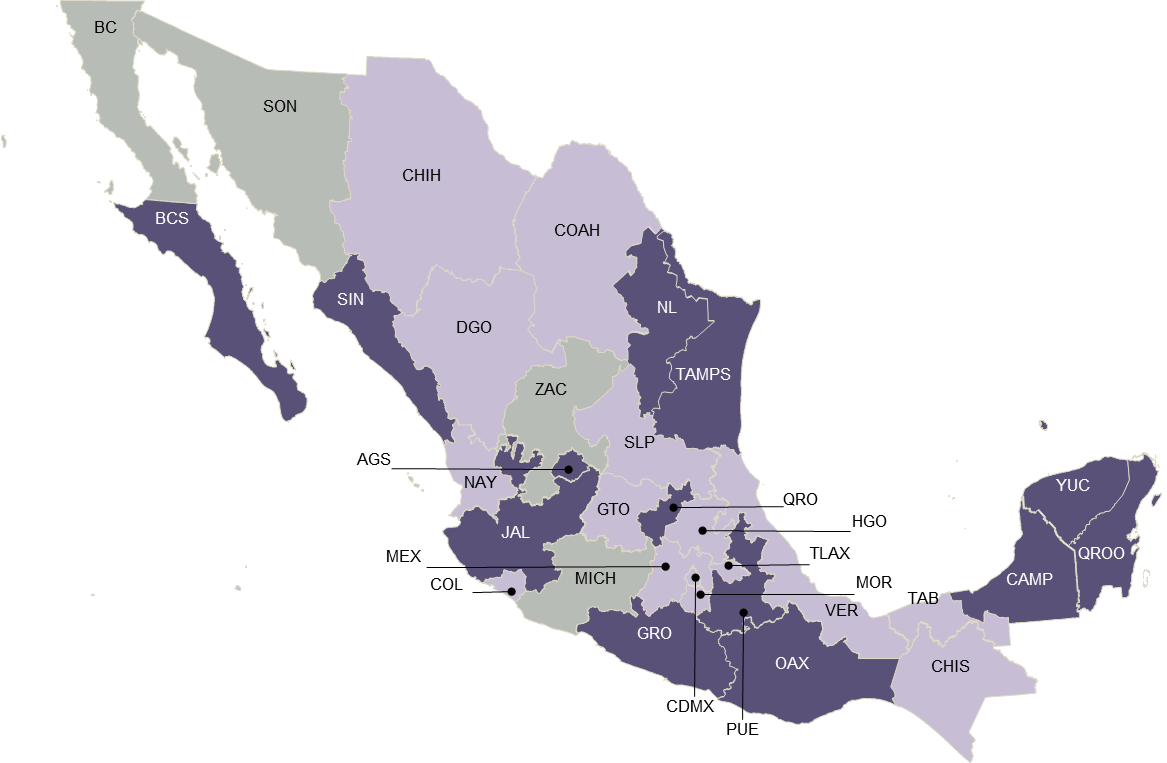 BC
SON
CHIH
BCS
COAH
SIN
NL
DGO
TAMPS
ZAC
SLP
AGS
NAY
YUC
QRO
GTO
HGO
JAL
TLAX
QROO
MEX
MICH
CAMP
COL
MOR
TAB
VER
GRO
OAX
CHIS
CDMX
PUE